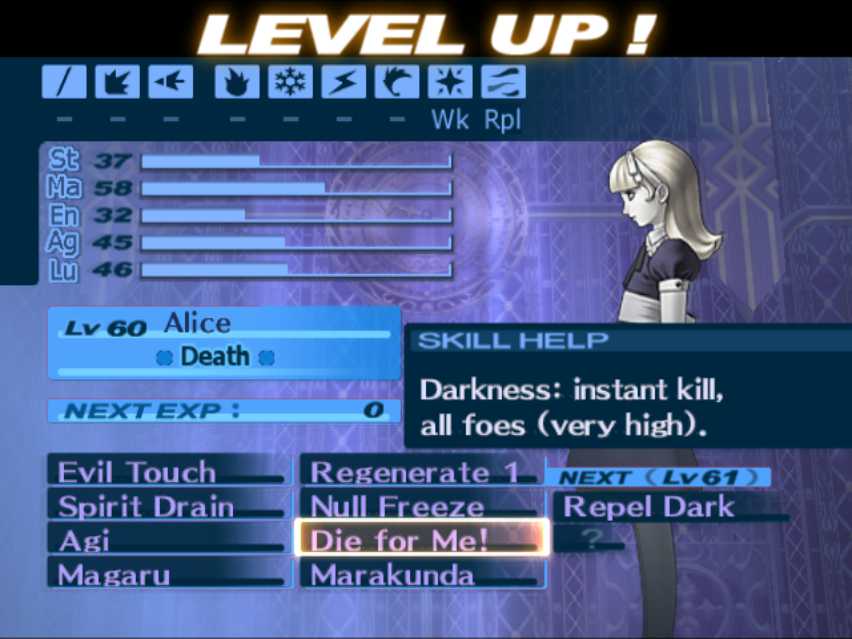 LEVEL UP !
Wk Rpl
St 37
Ma 58
En 32
Ag 45
Lu 46
Lv 60 Alice
Death
NEXT EXP : 0
SKILL HELP
Darkness: instant kill,
all foes (very high).
Evil Touch
Spirit Drain
Agi
Magaru
Regenerate 1
Null Freeze
Die for Me!
Marakunda
NEXT (Lv 61)
Repel Dark
?